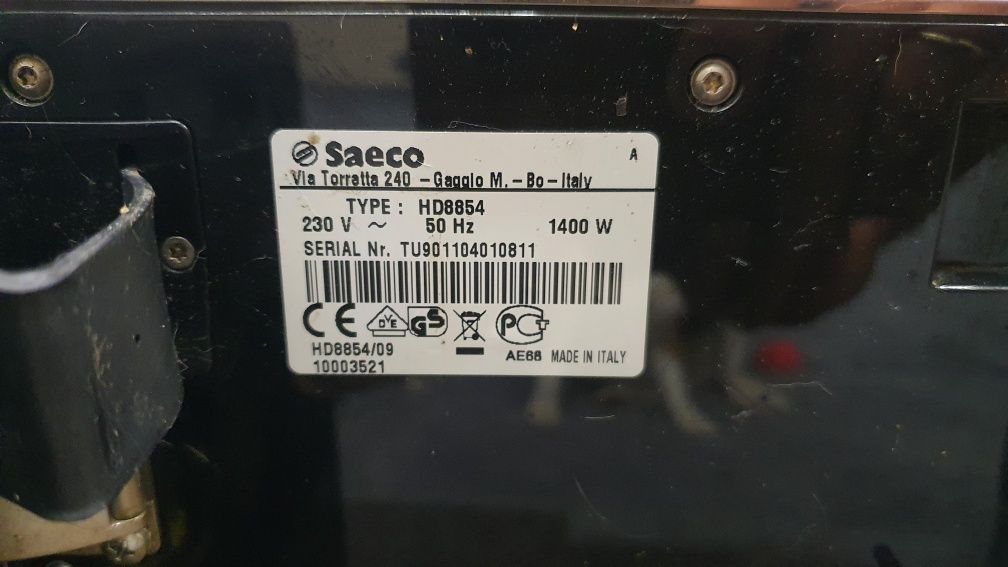 Saeco
A
Via Torretta 240 - Gaggio M. - Bo - Italy
TYPE : HD8854
230 V ~ 50 Hz 1400 W
SERIAL Nr. TU901104010811
CE DVE GS PCT
HD8854/09 AE68 MADE IN ITALY
10003521